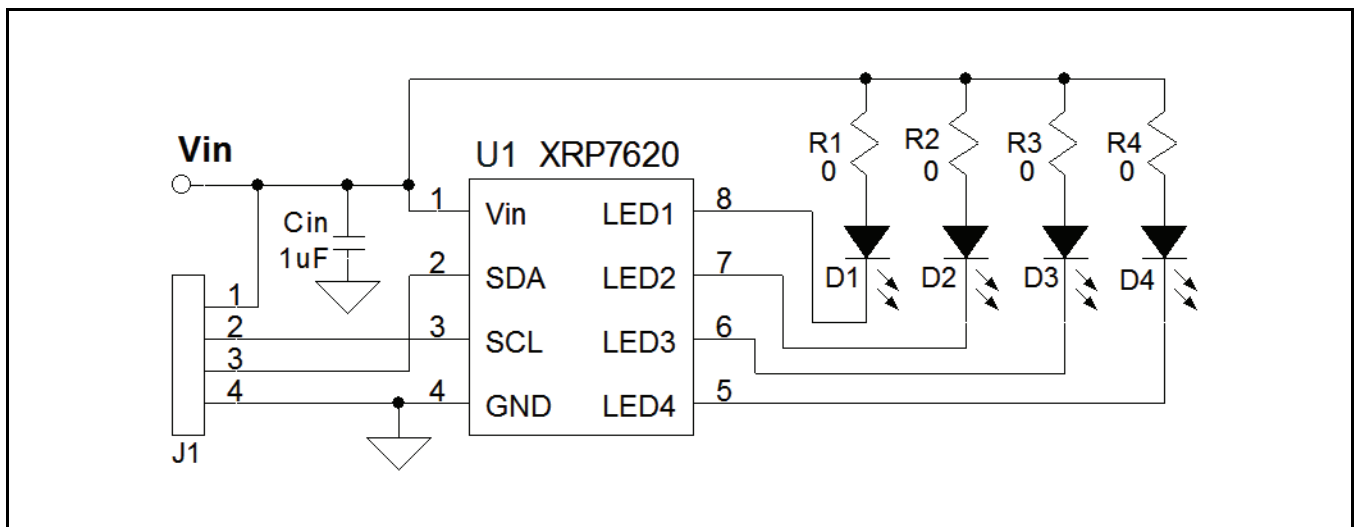 Vin
Cin
1uF
J1
1
2
3
4
U1 XRP7620
1
2
3
4
Vin
SDA
SCL
GND
LED1
LED2
LED3
LED4
8
7
6
5
R1
0
R2
0
R3
0
R4
0
D1
D2
D3
D4